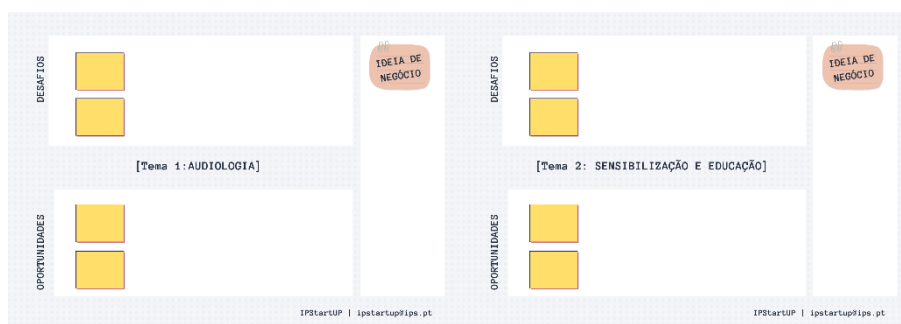 DESAFIOS
IDEIA DE
NEGÓCIO
[Tema 1:AUDIOLOGIA]
OPORTUNIDADES
IPStartUP | ipstartup@ips.pt
DESAFIOS
IDEIA DE
NEGÓCIO
[Tema 2: SENSIBILIZAÇÃO E EDUCAÇÃO]
OPORTUNIDADES
IPStartUP | ipstartup@ips.pt